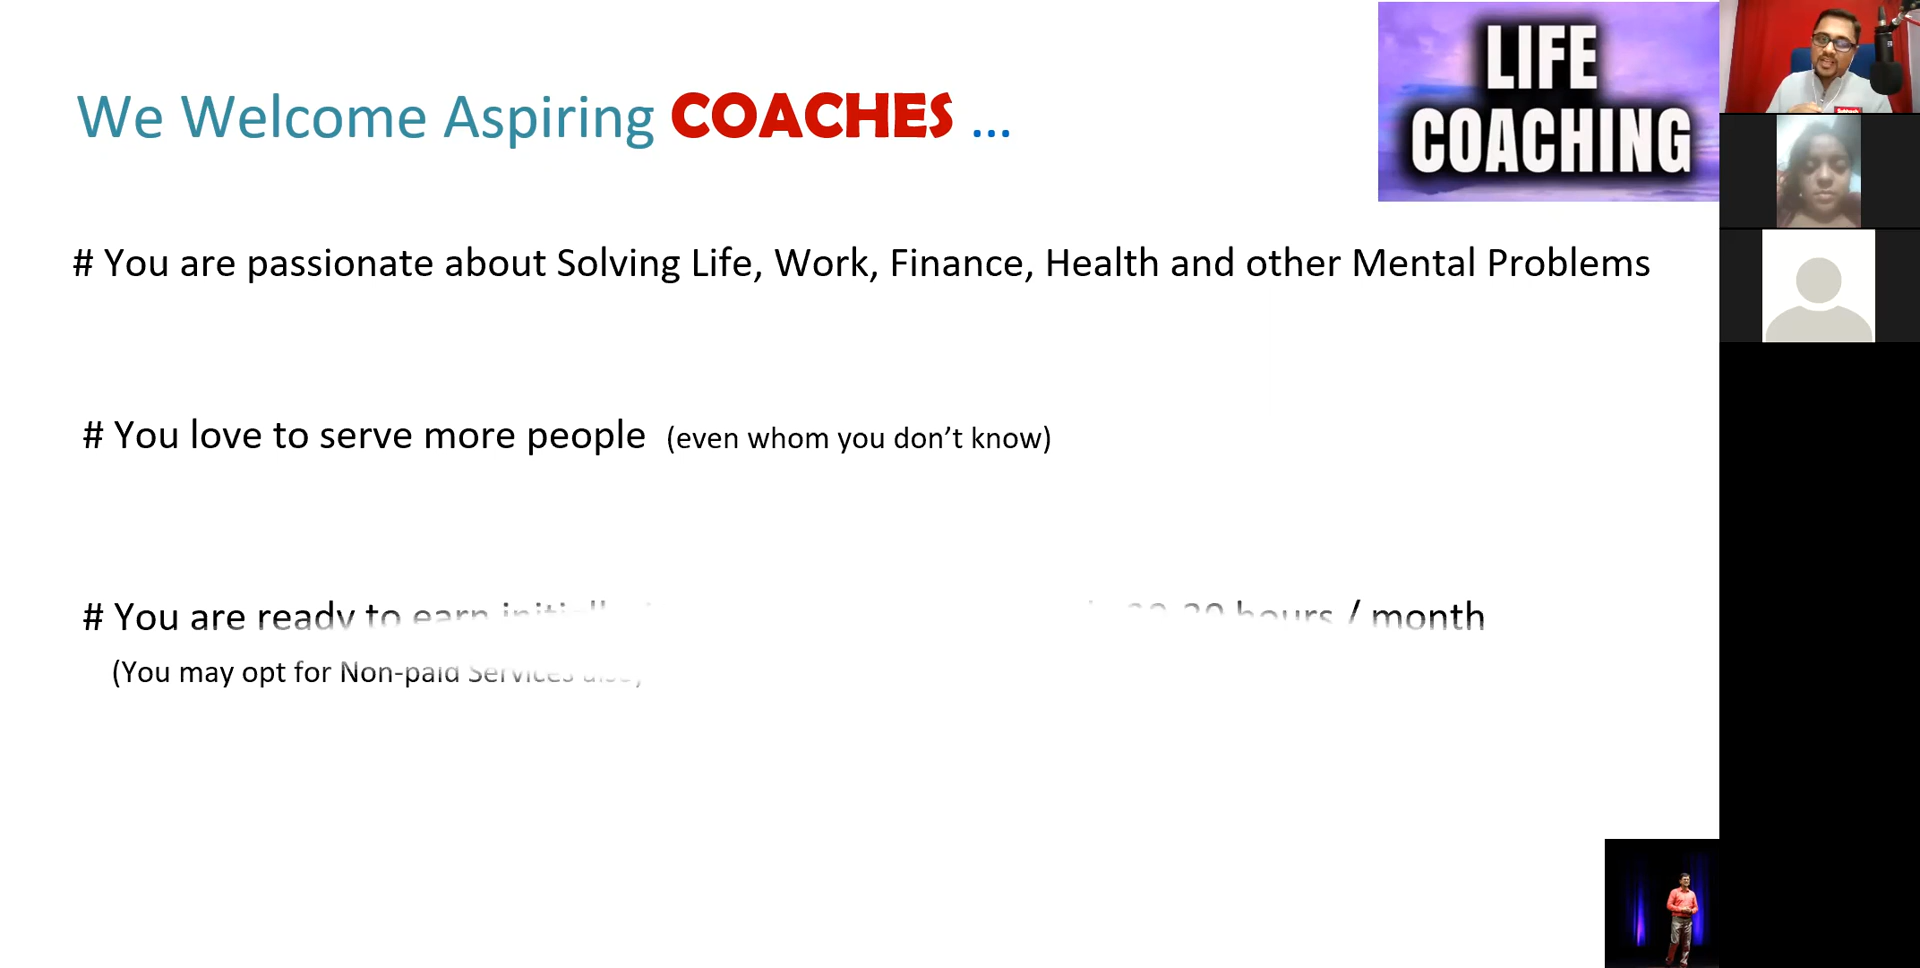 We Welcome Aspiring COACHES ...
LIFE
COACHING
# You are passionate about Solving Life, Work, Finance, Health and other Mental Problems
# You love to serve more people (even whom you don’t know)
# You are ready to earn initially hours / month
(You may opt for Non-paid Services also)